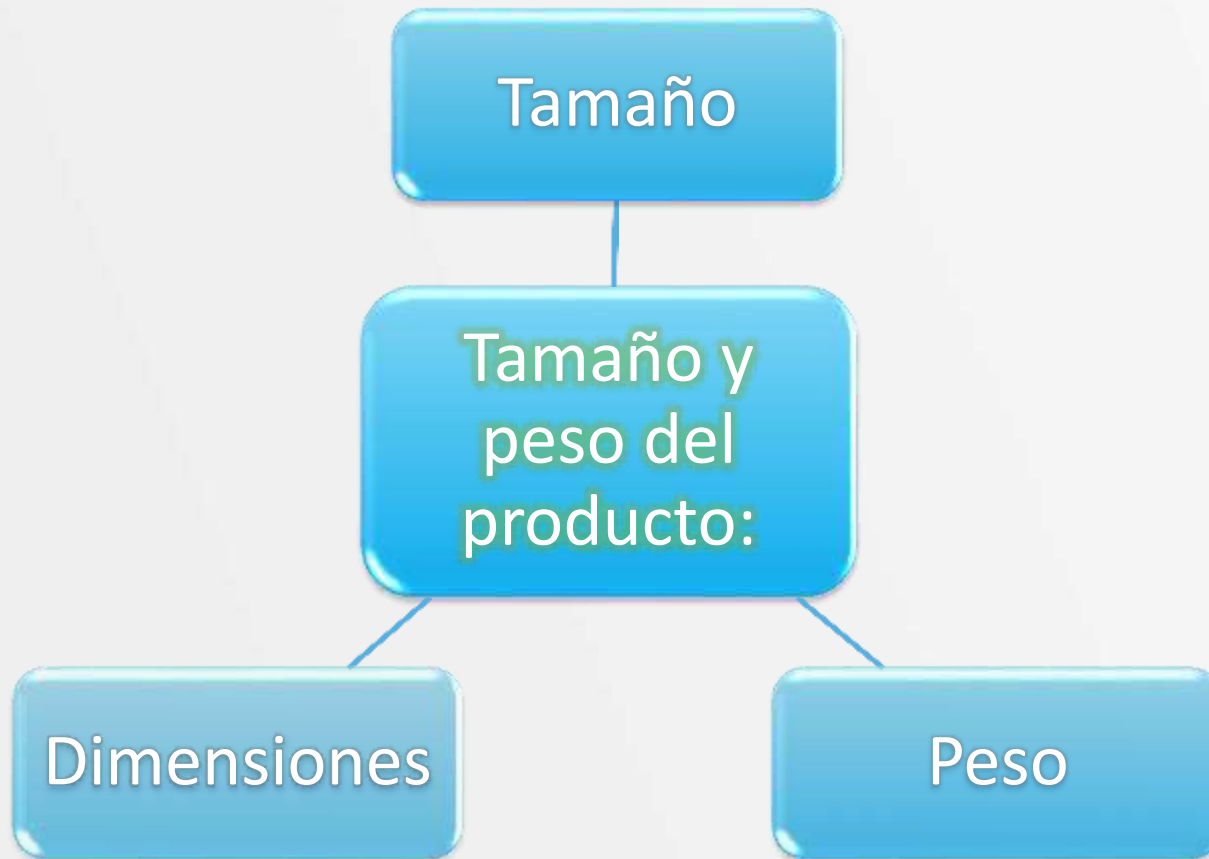 Tamaño
Tamaño y
peso del
producto:
Dimensiones
Peso